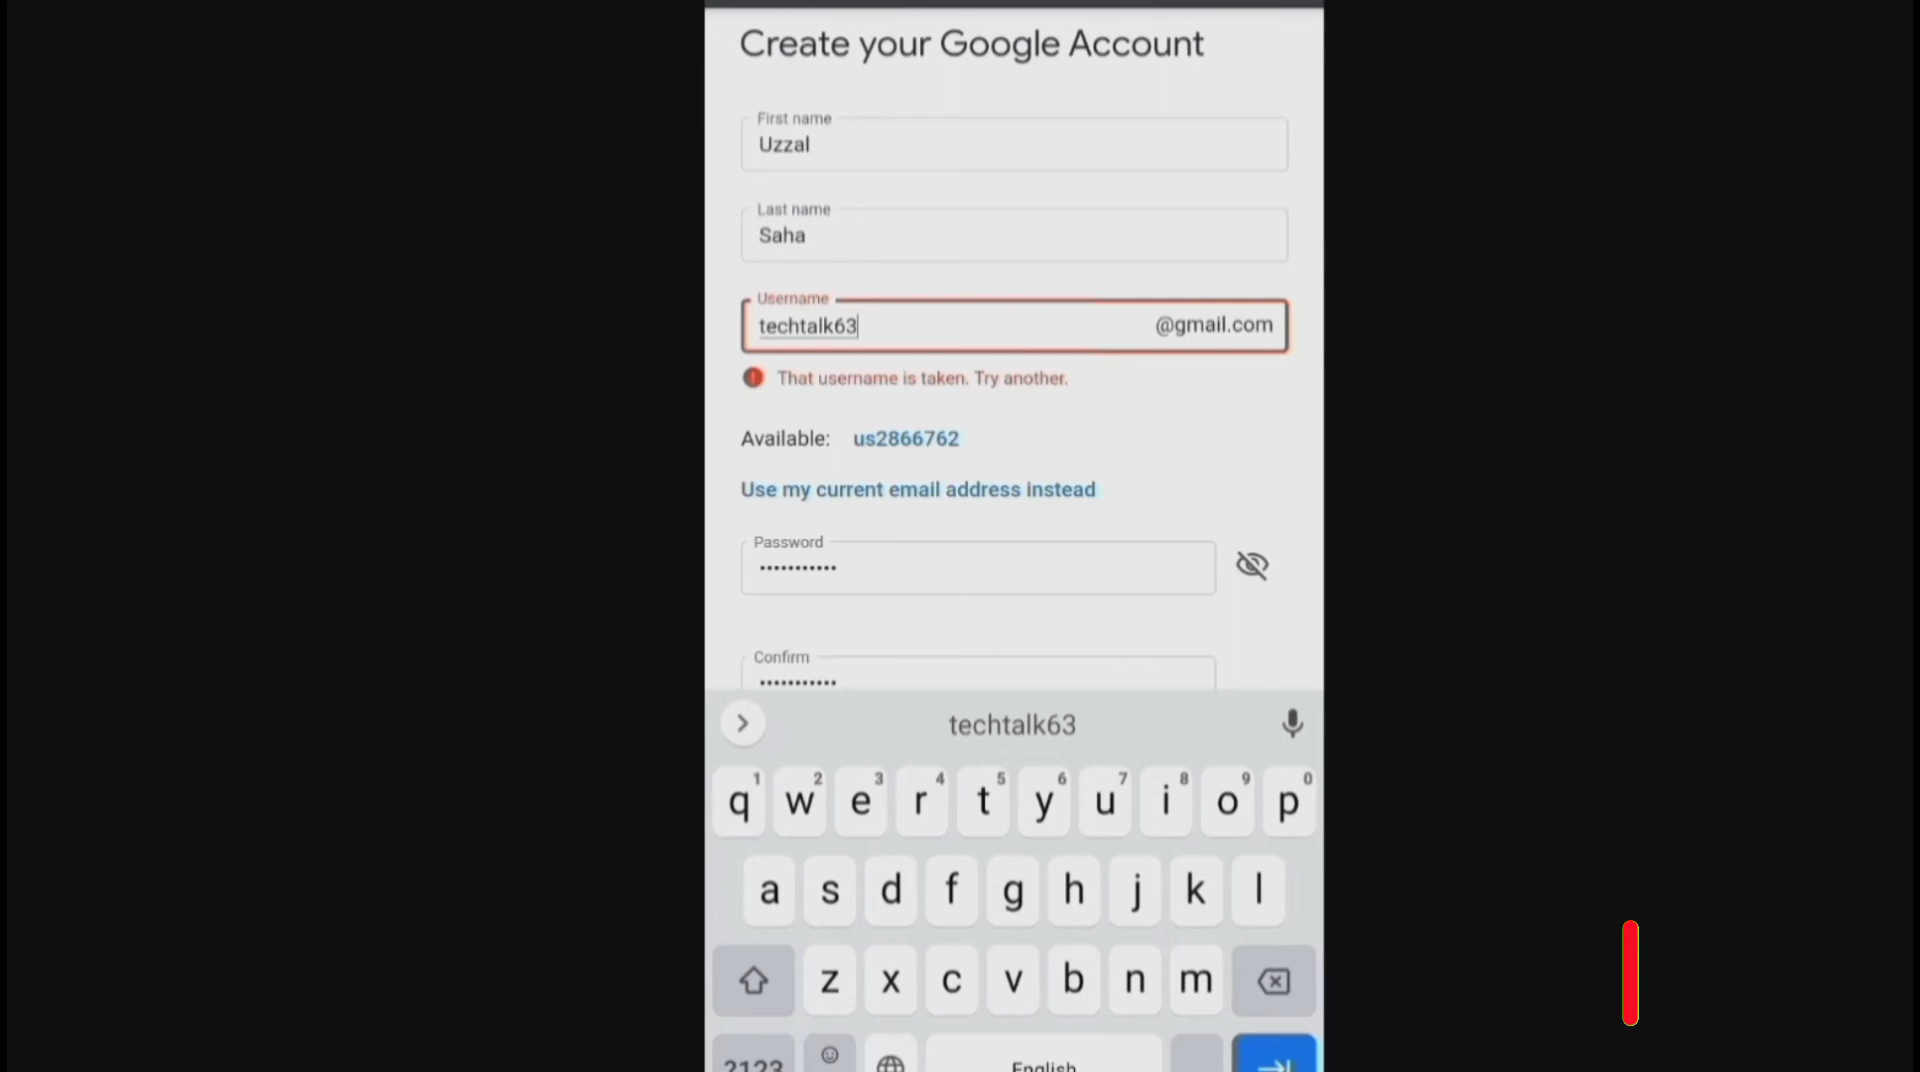 Create your Google Account
First name
Uzzal
Last name
Saha
Username
techtalk63
@gmail.com
That username is taken. Try another.
Available: us2866762
Use my current email address instead
Password
•••••••••••
Confirm
•••••••••••
techtalk63
1 2 3 4 5 6 7 8 9 0
q w e r t y u i o p
a s d f g h j k l
z x c v b n m
English